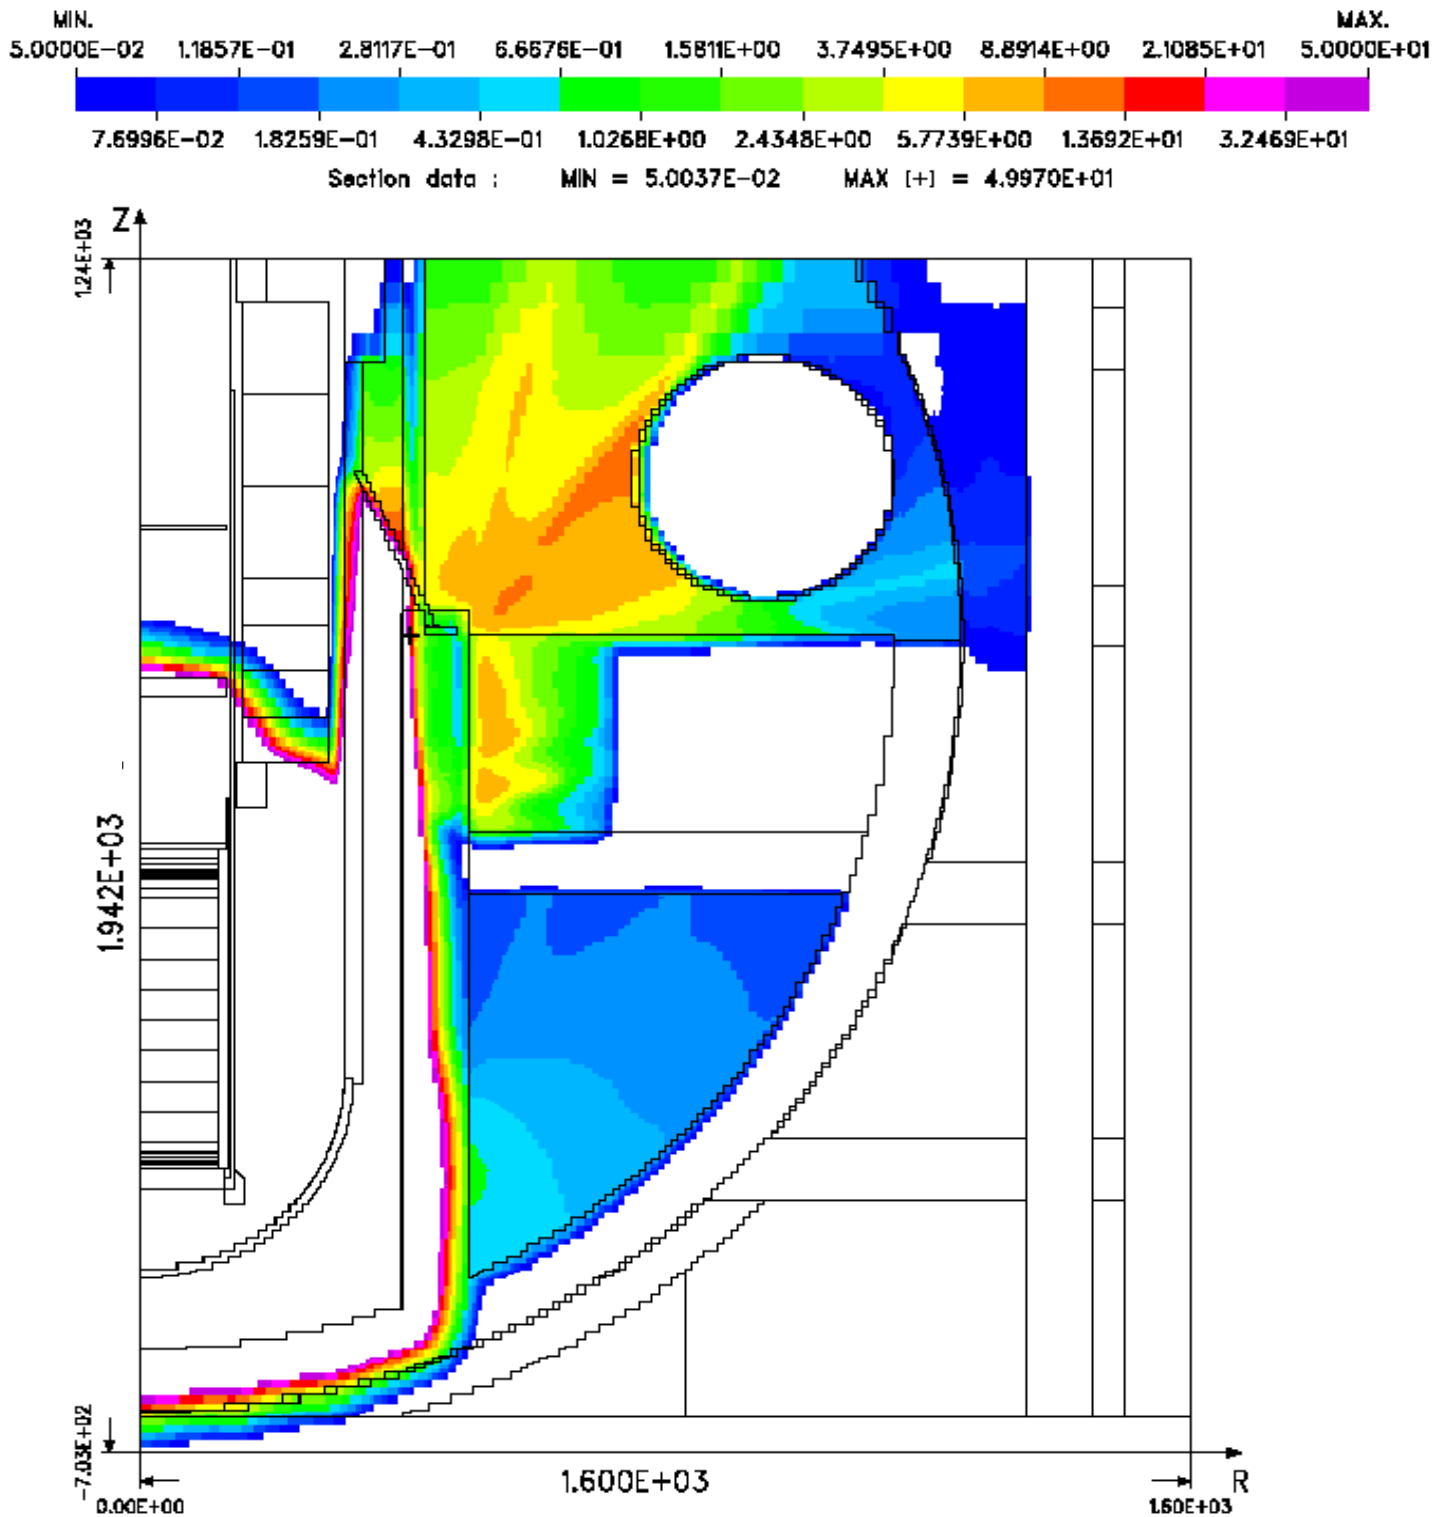 MIN. MAX.
5.0000E-02 1.1857E-01 2.8117E-01 6.6676E-01 1.5811E+00 3.7495E+00 8.8914E+00 2.1085E+01 5.0000E+01
7.6996E-02 1.8259E-01 4.3298E-01 1.0268E+00 2.4348E+00 5.7739E+00 1.3692E+01 3.2469E+01
Section data : MIN = 5.0037E-02 MAX [+] = 4.9970E+01
Z
1.24E+03
1.942E+03
-7.03E+02
1.600E+03 R
0.00E+00 1.60E+03